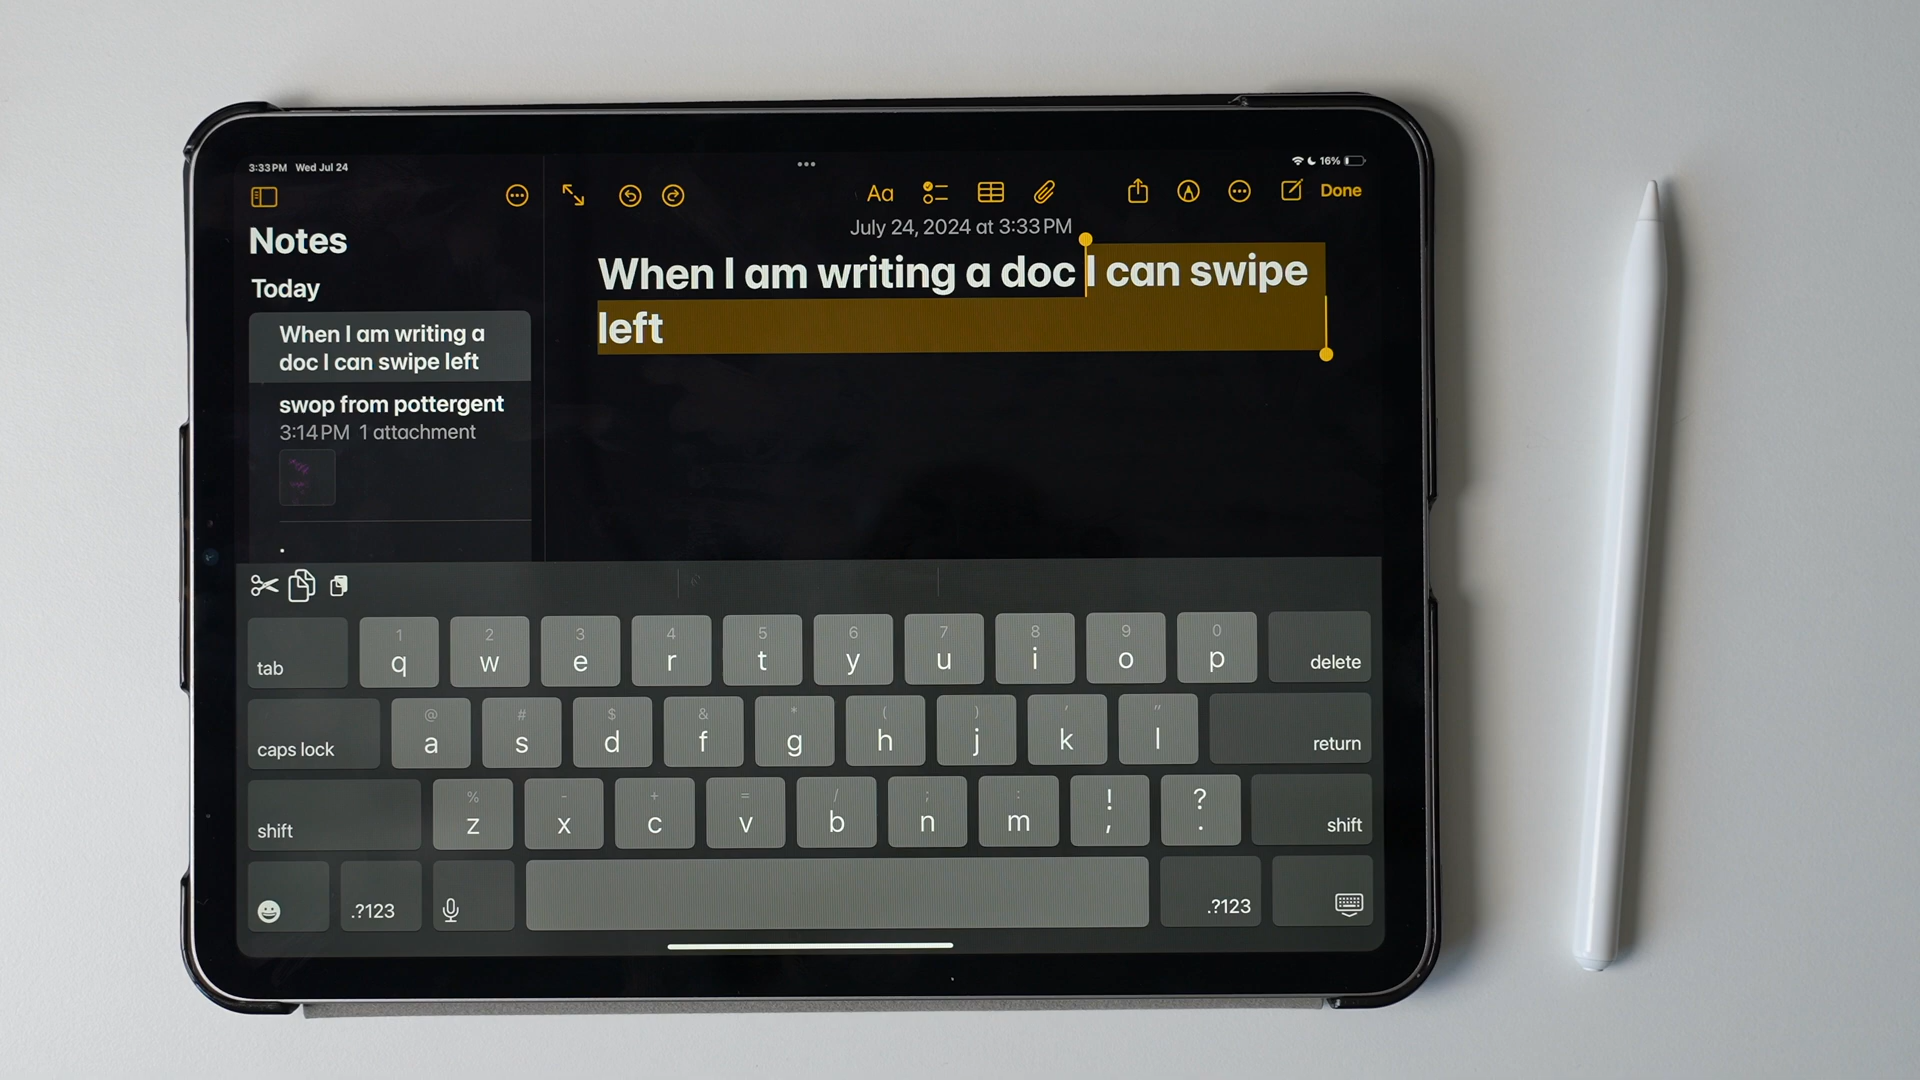 3:33 PM Wed Jul 24
16%
Notes
Today
When I am writing a
doc I can swipe left
swop from pottergent
3:14 PM 1 attachment
.
Aa
Done
July 24, 2024 at 3:33 PM
When I am writing a doc I can swipe
left
tab 1 q 2 w 3 e 4 r 5 t 6 y 7 u 8 i 9 o 0 p delete
caps lock @ a # s $ d & f * g ( h ) j ' k " l return
shift % z - x + c = v / b ; n : m ! , ? . shift
.?123 .?123